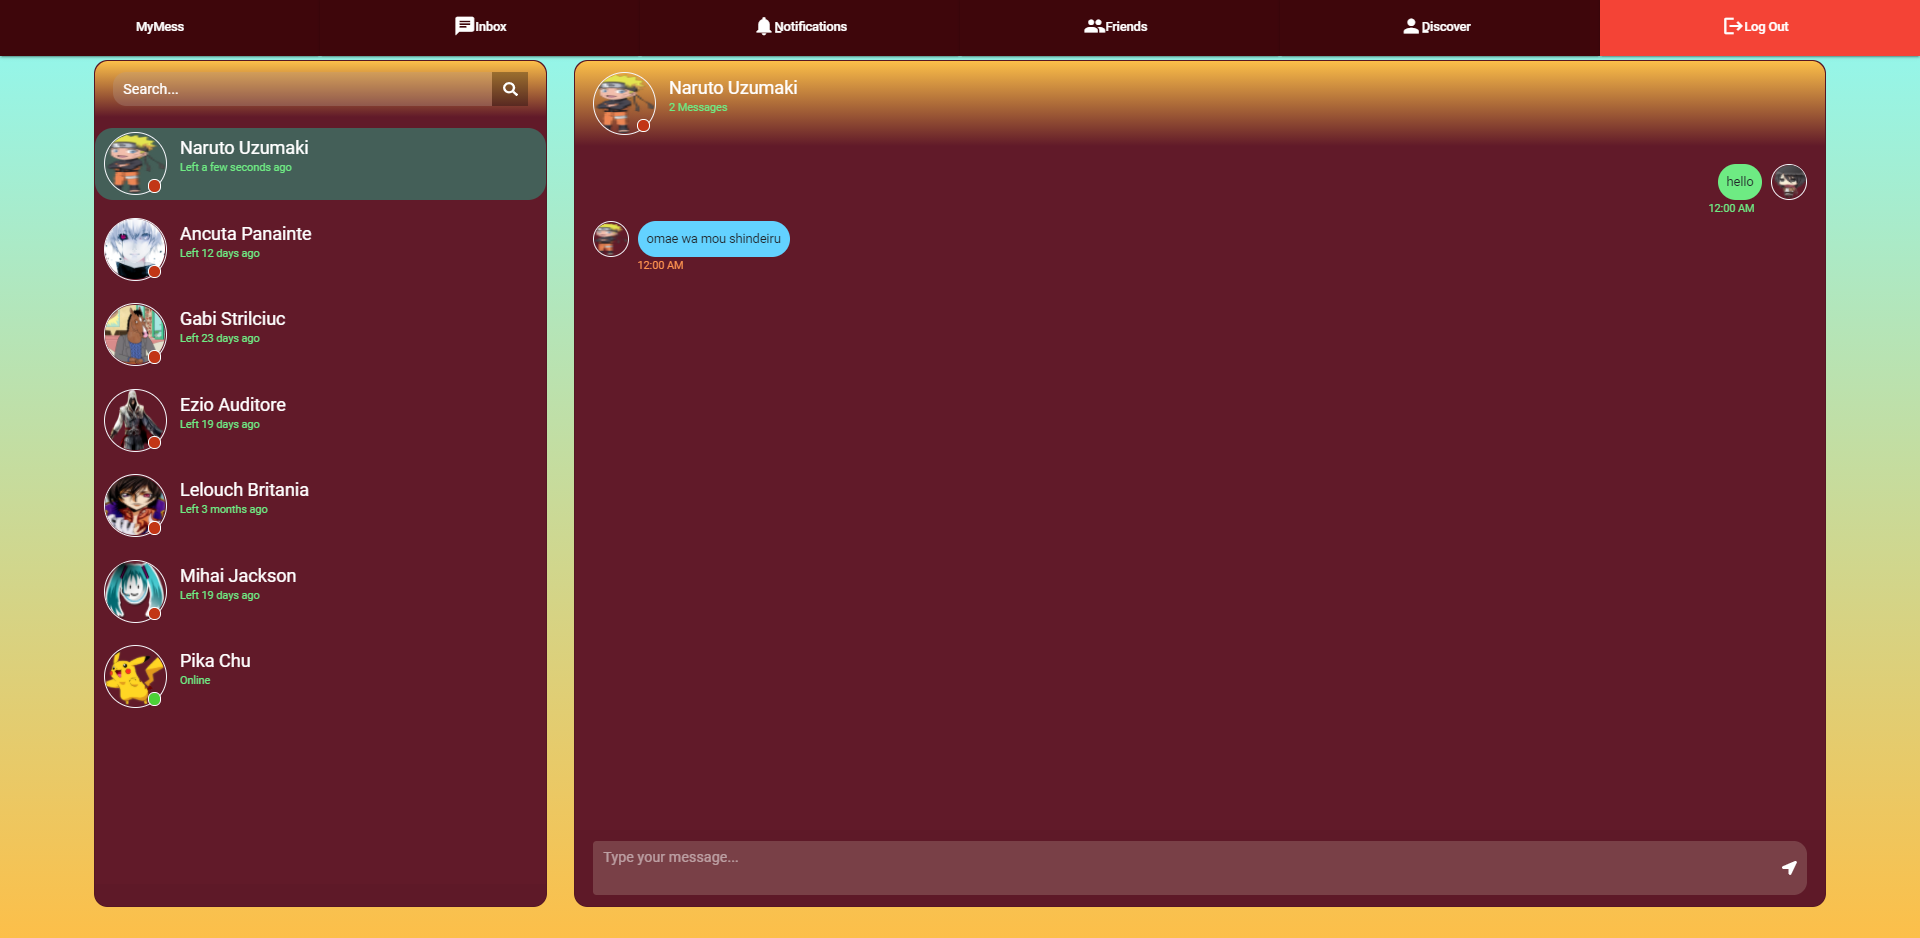 MyMess
Inbox
Notifications
Friends
Discover
Log Out
Search...
Naruto Uzumaki
Left a few seconds ago
Ancuta Panainte
Left 12 days ago
Gabi Strilciuc
Left 23 days ago
Ezio Auditore
Left 19 days ago
Lelouch Britania
Left 3 months ago
Mihai Jackson
Left 19 days ago
Pika Chu
Online
Naruto Uzumaki
2 Messages
hello
12:00 AM
omae wa mou shindeiru
12:00 AM
Type your message...